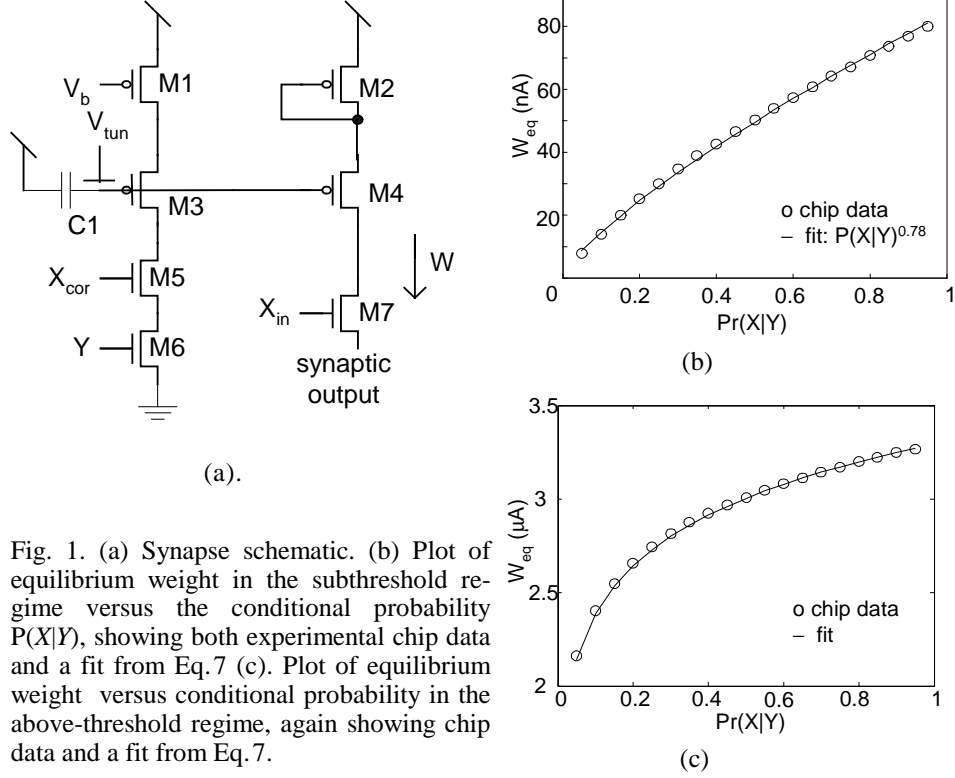 V_b
M1
M2
V_tun
C1
M3
M4
X_cor
M5
W
X_in
M7
Y
M6
synaptic
output
(a).
Fig. 1. (a) Synapse schematic. (b) Plot of
equilibrium weight in the subthreshold re-
gime versus the conditional probability
P(X|Y), showing both experimental chip data
and a fit from Eq.7 (c). Plot of equilibrium
weight versus conditional probability in the
above-threshold regime, again showing chip
data and a fit from Eq.7.
W_eq (nA)
80
60
40
20
o chip data
– fit: P(X|Y)^0.78
0.2 0.4 0.6 0.8 1
Pr(X|Y)
(b)
W_eq (μA)
3.5
3
2.5
2
o chip data
– fit
0 0.2 0.4 0.6 0.8 1
Pr(X|Y)
(c)